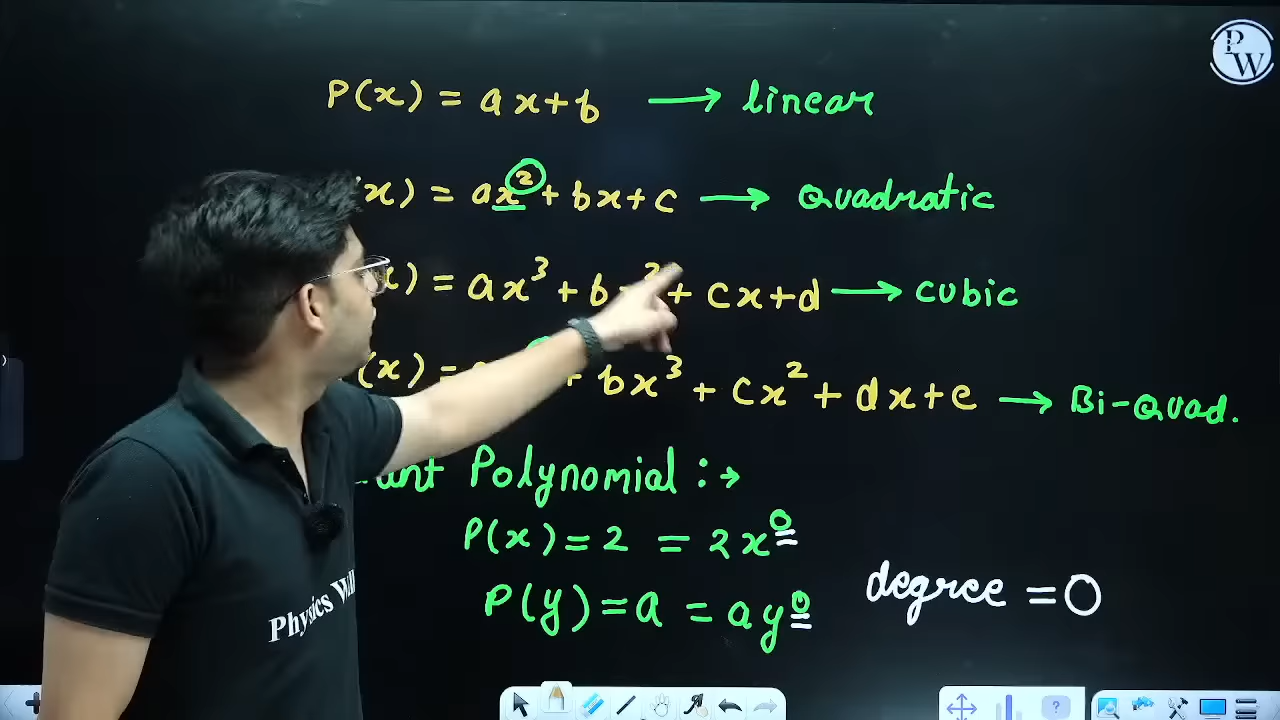 PW
P(x) = ax+b → linear
x) = ax² + bx+c → Quadratic
x) = ax³ + b ² + cx+d → cubic
(x) = + bx³ + cx² + dx+e → Bi-Quad.
Polynomial :→
P(x) = 2 = 2x⁰
P(y) = a = ay⁰
degree = 0
Physics